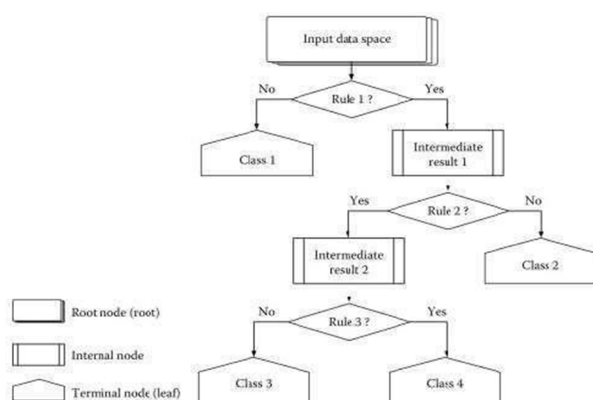 Input data space
No
Rule 1 ?
Yes
Class 1
Intermediate
result 1
Yes
Rule 2 ?
No
Intermediate
result 2
Class 2
Root node (root)
No
Rule 3 ?
Yes
Internal node
Class 3
Class 4
Terminal node (leaf)